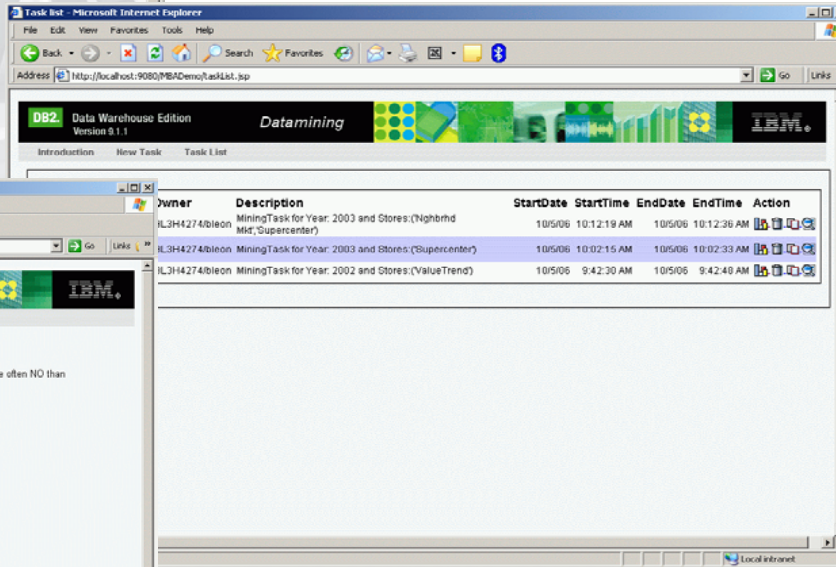 Task list - Microsoft Internet Explorer
File Edit View Favorites Tools Help
Back Search Favorites
Address http://localhost:9080/MBADemo/taskList.jsp Go Links
DB2. Data Warehouse Edition
Version 9.1.1
Datamining
IBM.
Introduction New Task Task List
Owner Description StartDate StartTime EndDate EndTime Action
HL3H4274/bleon MiningTask for Year: 2003 and Stores:('Nghbrhd
Mkt','Supercenter') 10/5/06 10:12:19 AM 10/5/06 10:12:36 AM
HL3H4274/bleon MiningTask for Year: 2003 and Stores:('Supercenter') 10/5/06 10:02:15 AM 10/5/06 10:02:33 AM
HL3H4274/bleon MiningTask for Year: 2002 and Stores:('ValueTrend') 10/5/06 9:42:30 AM 10/5/06 9:42:48 AM
Go Links »
IBM.
often NO than
Local intranet